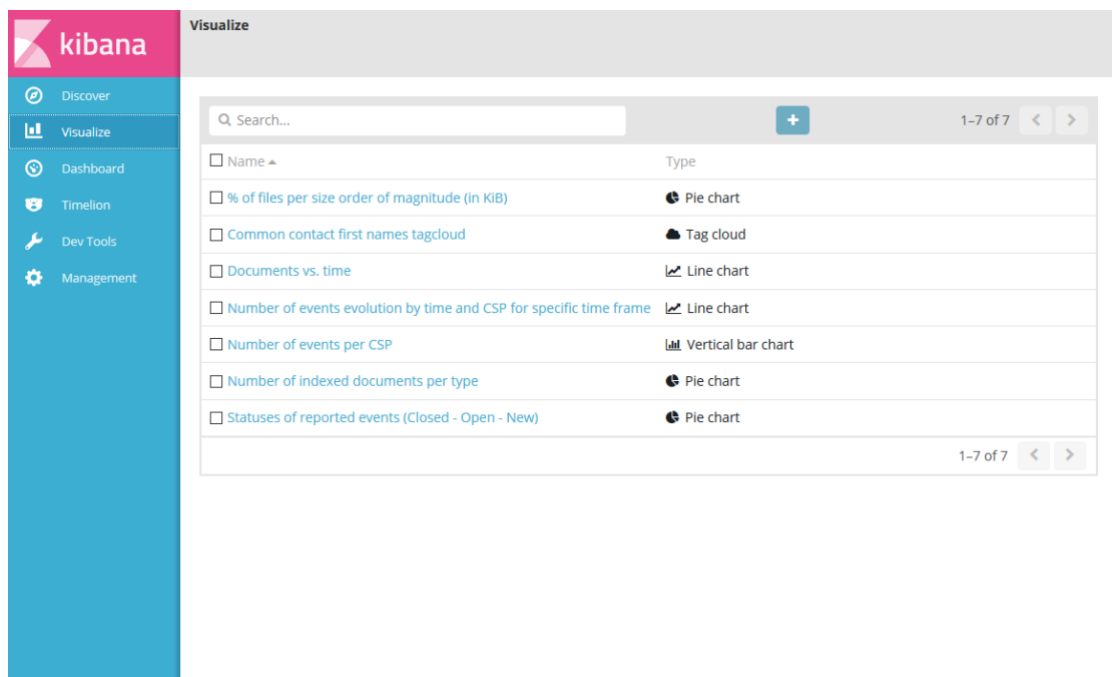 kibana
Visualize
Discover
Visualize
Dashboard
Timelion
Dev Tools
Management
Search...
+
1–7 of 7
Name
Type
% of files per size order of magnitude (in KiB)
Pie chart
Common contact first names tagcloud
Tag cloud
Documents vs. time
Line chart
Number of events evolution by time and CSP for specific time frame
Line chart
Number of events per CSP
Vertical bar chart
Number of indexed documents per type
Pie chart
Statuses of reported events (Closed - Open - New)
Pie chart
1–7 of 7